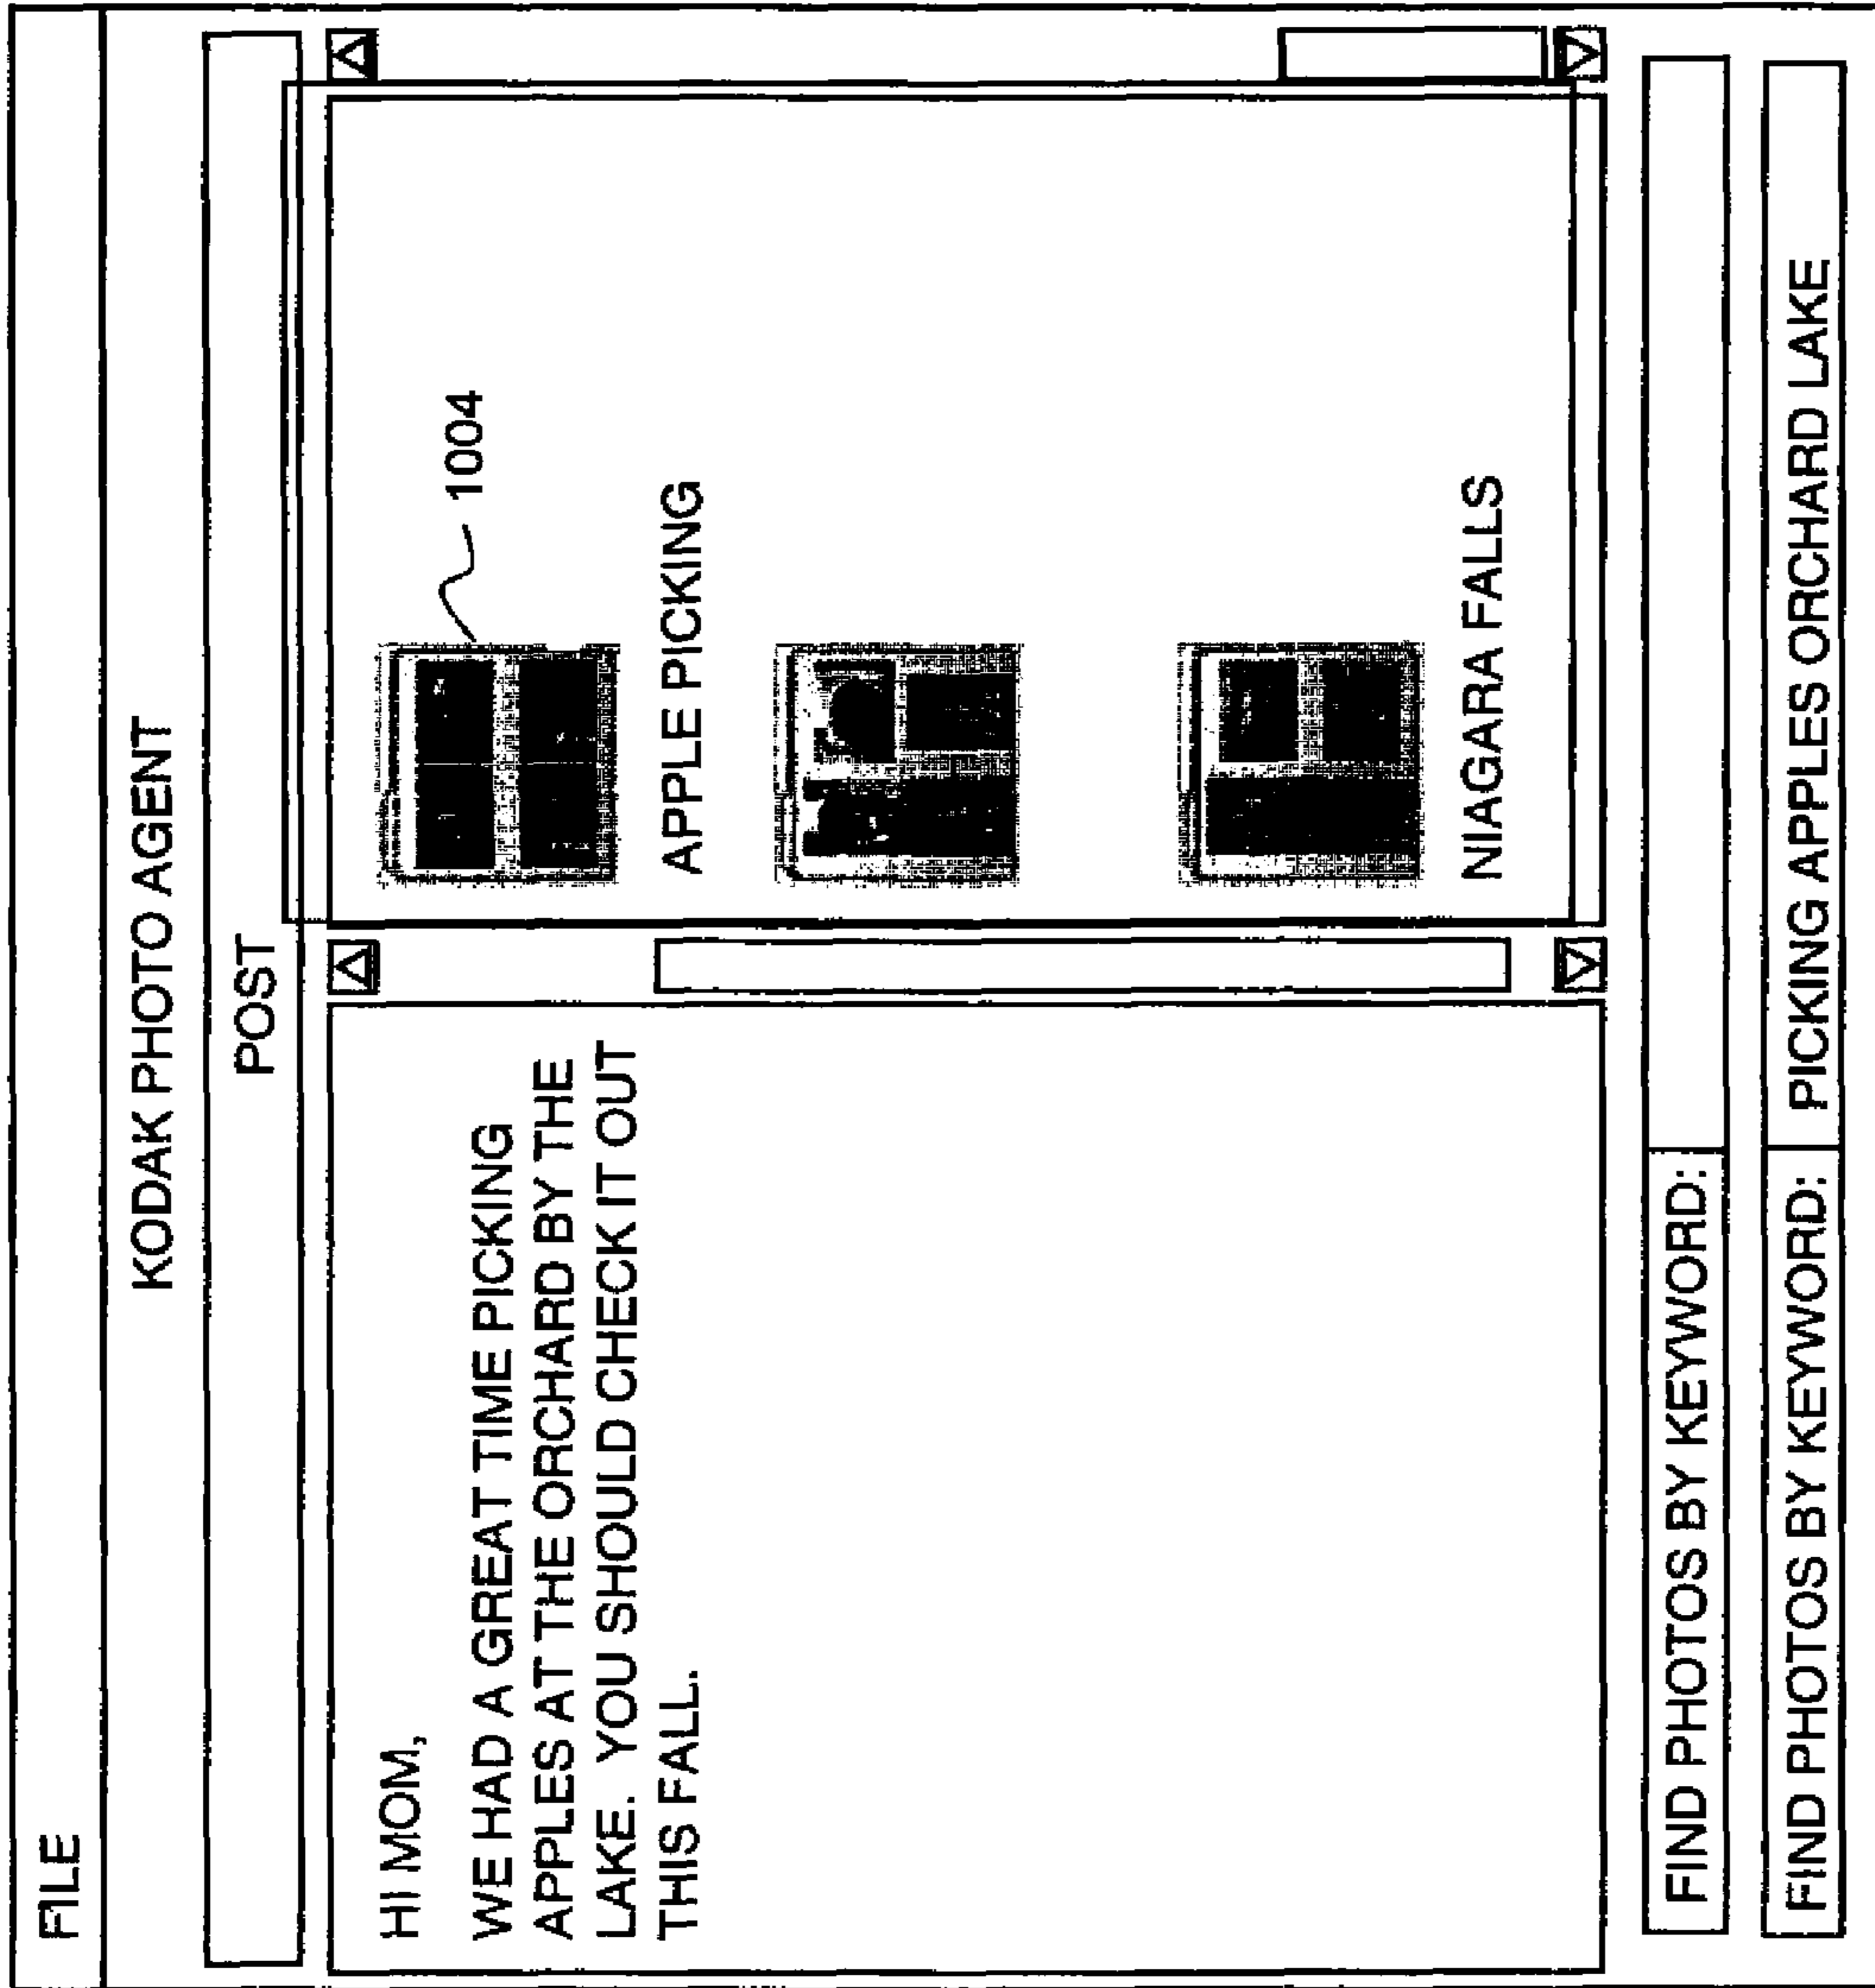 FILE
KODAK PHOTO AGENT
POST
HI MOM,
WE HAD A GREAT TIME PICKING
APPLES AT THE ORCHARD BY THE
LAKE. YOU SHOULD CHECK IT OUT
THIS FALL.
1004
APPLE PICKING
NIAGARA FALLS
FIND PHOTOS BY KEYWORD:
FIND PHOTOS BY KEYWORD: PICKING APPLES ORCHARD LAKE